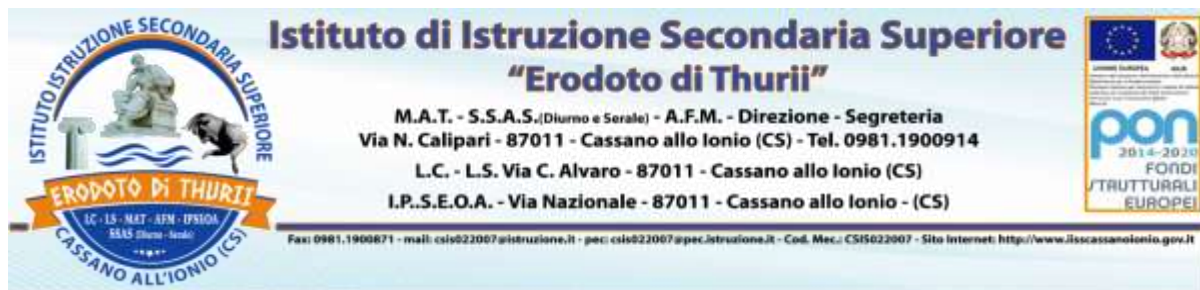 ISTITUTO ISTRUZIONE SECONDARIA SUPERIORE
ERODOTO Di THURII
LC - LS - MAT - AFM - IPSEOA
SSAS (Diurno - Serale)
CASSANO ALL'IONIO (CS)
Istituto di Istruzione Secondaria Superiore
"Erodoto di Thurii"
M.A.T. - S.S.A.S.(Diurno e Serale) - A.F.M. - Direzione - Segreteria
Via N. Calipari - 87011 - Cassano allo Ionio (CS) - Tel. 0981.1900914
L.C. - L.S. Via C. Alvaro - 87011 - Cassano allo Ionio (CS)
I.P..S.E.O.A. - Via Nazionale - 87011 - Cassano allo Ionio - (CS)
Fax: 0981.1900871 - mail: csis022007@istruzione.it - pec: csis022007@pec.istruzione.it - Cod. Mec.: CSIS022007 - Sito Internet: http://www.iisscassanoionio.gov.it
UNIONE EUROPEA
pon
2014-2020
FONDI
STRUTTURALI
EUROPEI